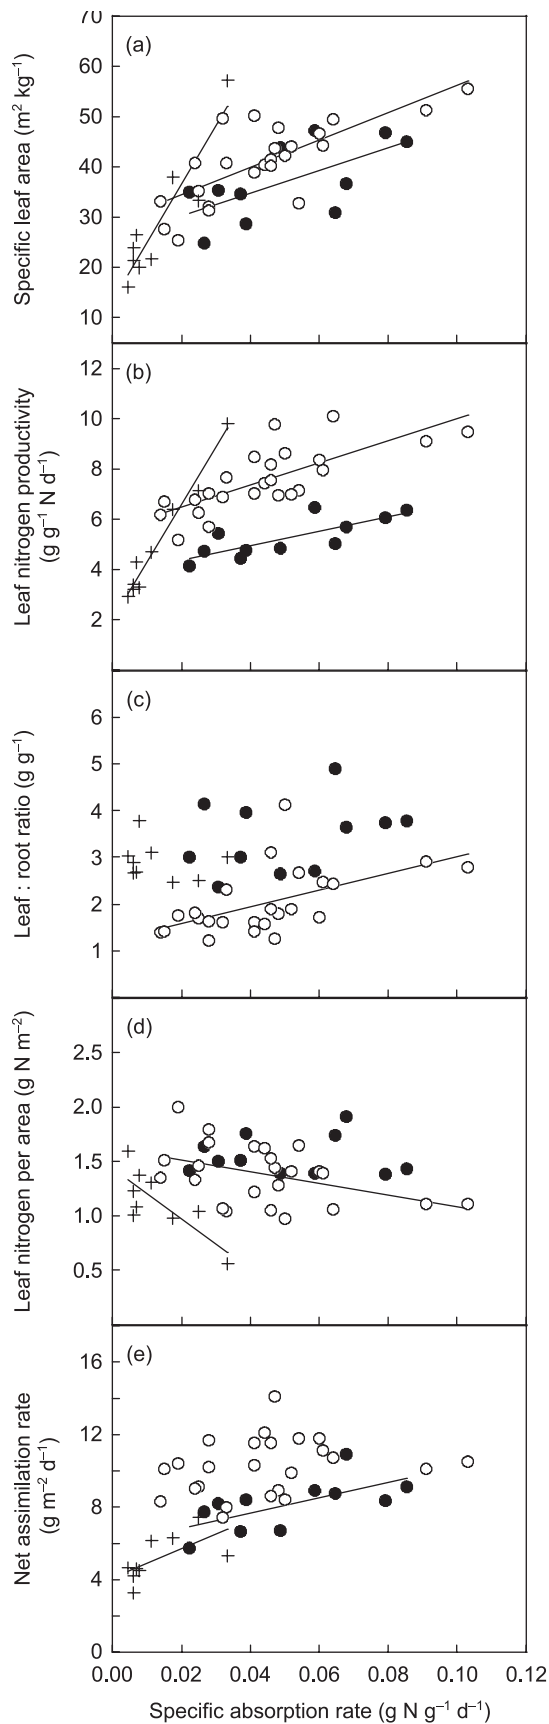 (a)
70
60
50
40
30
20
10
Specific leaf area (m² kg⁻¹)
(b)
12
10
8
6
4
2
Leaf nitrogen productivity
(g g⁻¹ N d⁻¹)
(c)
6
5
4
3
2
1
Leaf : root ratio (g g⁻¹)
(d)
2.5
2.0
1.5
1.0
0.5
Leaf nitrogen per area (g N m⁻²)
(e)
16
12
8
4
0
Net assimilation rate
(g m⁻² d⁻¹)
0.00 0.02 0.04 0.06 0.08 0.10 0.12
Specific absorption rate (g N g⁻¹ d⁻¹)